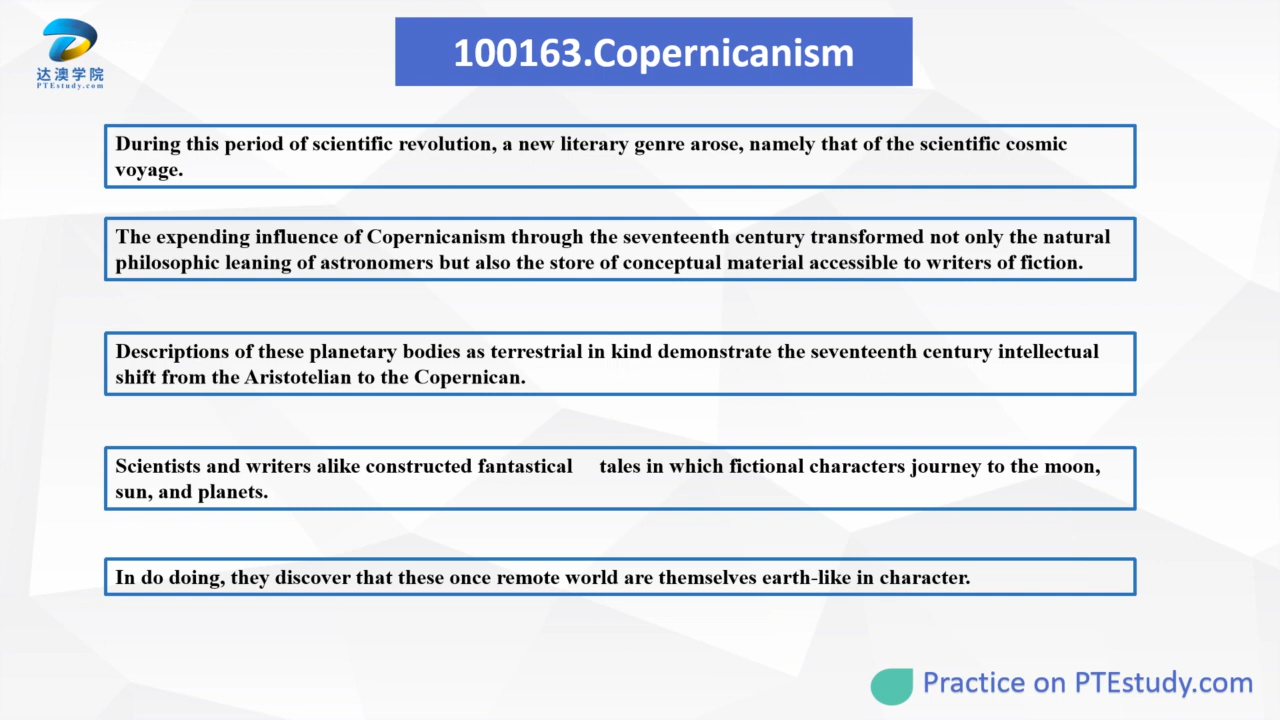 达澳学院
PTEstudy.com
100163.Copernicanism
During this period of scientific revolution, a new literary genre arose, namely that of the scientific cosmic
voyage.
The expending influence of Copernicanism through the seventeenth century transformed not only the natural
philosophic leaning of astronomers but also the store of conceptual material accessible to writers of fiction.
Descriptions of these planetary bodies as terrestrial in kind demonstrate the seventeenth century intellectual
shift from the Aristotelian to the Copernican.
Scientists and writers alike constructed fantastical tales in which fictional characters journey to the moon,
sun, and planets.
In do doing, they discover that these once remote world are themselves earth-like in character.
Practice on PTEstudy.com